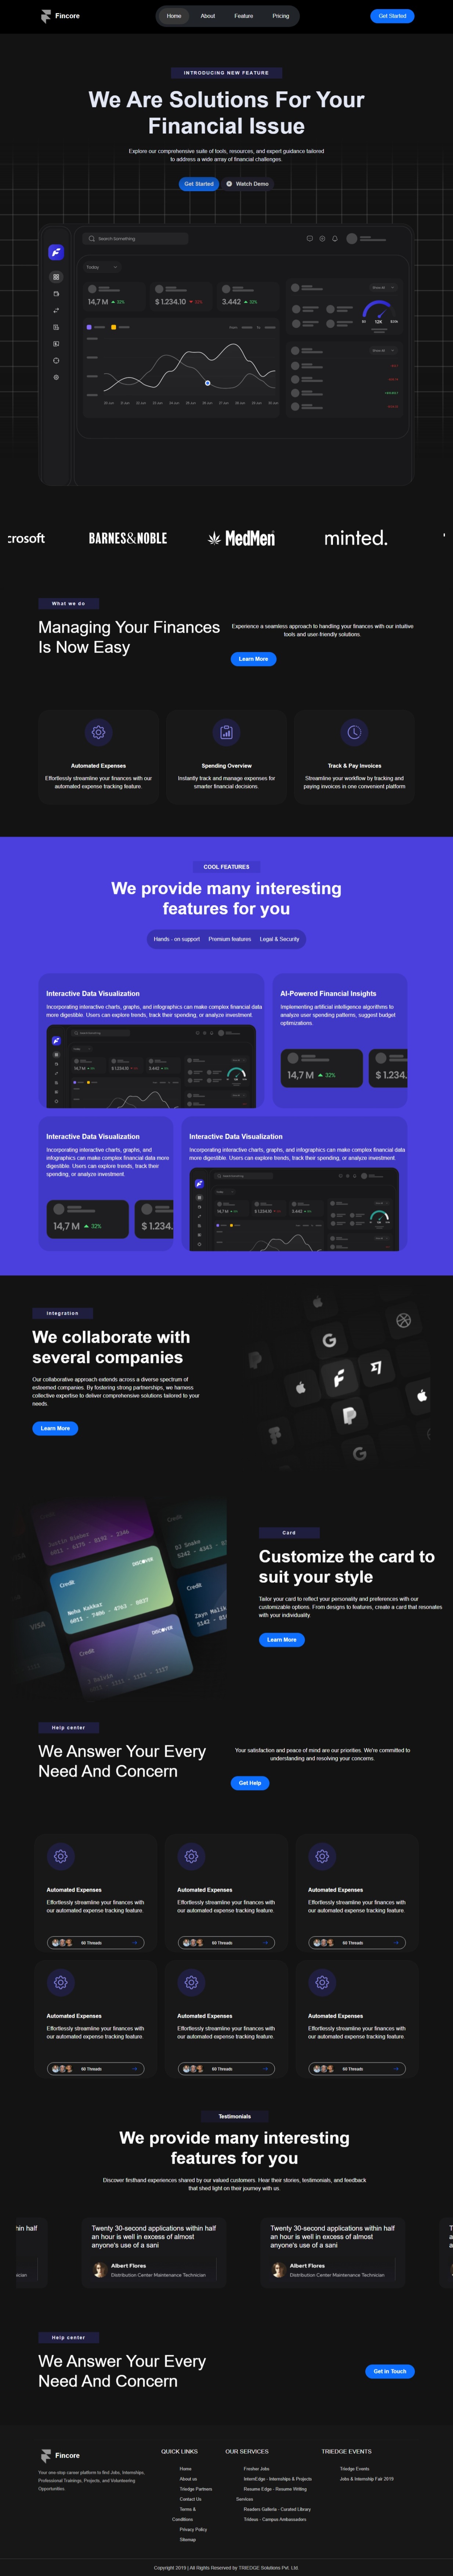 Fincore
Home About Feature Pricing
Get Started
INTRODUCING NEW FEATURE
We Are Solutions For Your
Financial Issue
Explore our comprehensive suite of tools, resources, and expert guidance tailored
to address a wide array of financial challenges.
Get Started
Watch Demo
Search Something
Today
14,7 M 32%
$ 1.234.10
3.442
Show All
12K
Show All
crosoft
BARNES&NOBLE
MedMen
minted.
What we do
Managing Your Finances
Is Now Easy
Experience a seamless approach to handling your finances with our intuitive
tools and user-friendly solutions.
Learn More
Automated Expenses
Effortlessly streamline your finances with our
automated expense tracking feature.
Spending Overview
Instantly track and manage expenses for
smarter financial decisions.
Track & Pay Invoices
Streamline your workflow by tracking and
paying invoices in one convenient platform
COOL FEATURES
We provide many interesting
features for you
Hands - on support Premium features Legal & Security
Interactive Data Visualization
Incorporating interactive charts, graphs, and infographics can make complex financial data
more digestible. Users can explore trends, track their spending, or analyze investment.
AI-Powered Financial Insights
Implementing artificial intelligence algorithms to
analyze user spending patterns, suggest budget
optimizations.
14,7 M 32%
$ 1.234.
Interactive Data Visualization
Incorporating interactive charts, graphs, and
infographics can make complex financial data more
digestible. Users can explore trends, track their
spending, or analyze investment.
14,7 M 32%
$ 1.234.
Interactive Data Visualization
Incorporating interactive charts, graphs, and infographics can make complex financial data
more digestible. Users can explore trends, track their spending, or analyze investment.
Integration
We collaborate with
several companies
Our collaborative approach extends across a diverse spectrum of
esteemed companies. By fostering strong partnerships, we harness
collective expertise to deliver comprehensive solutions tailored to your
needs.
Learn More
Justin Bieber
6011 - 6375 - 8192 - 2546
Credit
DISCOVER
Neha Kakkar
6011 - 7406 - 4763 - 8037
VISA
Credit
DISCOVER
DJ Snake
Zayn Malik
Card
Customize the card to
suit your style
Tailor your card to reflect your personality and preferences with our
customizable options. From designs to features, create a card that resonates
with your individuality.
Learn More
Help center
We Answer Your Every
Need And Concern
Your satisfaction and peace of mind are our priorities. We're committed to
understanding and resolving your concerns.
Get Help
Automated Expenses
Effortlessly streamline your finances with
our automated expense tracking feature.
60 Threads
Automated Expenses
Effortlessly streamline your finances with
our automated expense tracking feature.
60 Threads
Automated Expenses
Effortlessly streamline your finances with
our automated expense tracking feature.
60 Threads
Automated Expenses
Effortlessly streamline your finances with
our automated expense tracking feature.
60 Threads
Automated Expenses
Effortlessly streamline your finances with
our automated expense tracking feature.
60 Threads
Automated Expenses
Effortlessly streamline your finances with
our automated expense tracking feature.
60 Threads
Testimonials
We provide many interesting
features for you
Discover firsthand experiences shared by our valued customers. Hear their stories, testimonials, and feedback
that shed light on their journey with us.
hin half
Twenty 30-second applications within half
an hour is well in excess of almost
anyone's use of a sani
Albert Flores
Distribution Center Maintenance Technician
Twenty 30-second applications within half
an hour is well in excess of almost
anyone's use of a sani
Albert Flores
Distribution Center Maintenance Technician
Help center
We Answer Your Every
Need And Concern
Get in Touch
Fincore
Your one-stop career platform to find Jobs, Internships,
Professional Trainings, Projects, and Volunteering
Opportunities
QUICK LINKS
Home
About us
Triedge Partners
Contact Us
Terms &
Conditions
Privacy Policy
Sitemap
OUR SERVICES
Fresher Jobs
InternEdge - Internships & Projects
Resume Edge - Resume Writing
Services
Readers Galleria - Curated Library
Trideus - Campus Ambassadors
TRIEDGE EVENTS
Triedge Events
Jobs & Internship Fair 2019
Copyright 2019 | All Rights Reserved by TRIEDGE Solutions Pvt. Ltd.